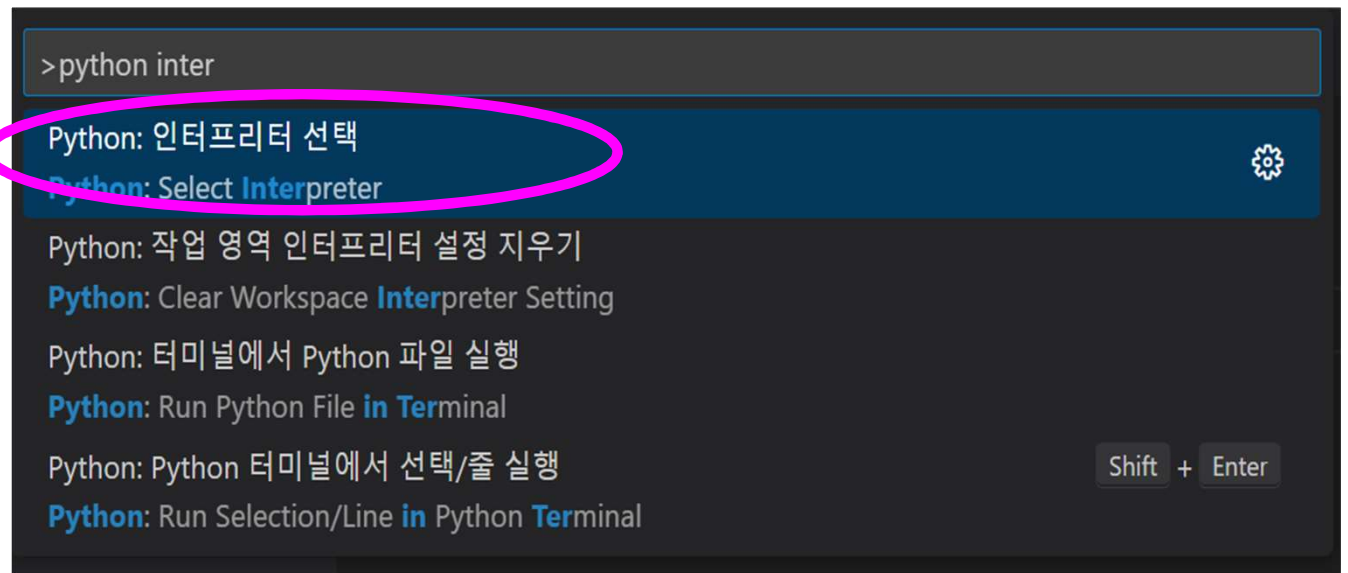 >python inter
Python: 인터프리터 선택
Python: Select Interpreter
Python: 작업 영역 인터프리터 설정 지우기
Python: Clear Workspace Interpreter Setting
Python: 터미널에서 Python 파일 실행
Python: Run Python File in Terminal
Python: Python 터미널에서 선택/줄 실행 Shift + Enter
Python: Run Selection/Line in Python Terminal